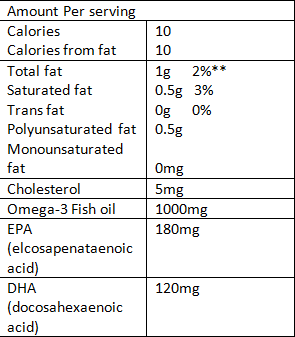 Amount Per serving
Calories 10
Calories from fat 10
Total fat 1g 2%**
Saturated fat 0.5g 3%
Trans fat 0g 0%
Polyunsaturated fat 0.5g
Monounsaturated
fat 0mg
Cholesterol 5mg
Omega-3 Fish oil 1000mg
EPA 180mg
(elcosapenataenoic
acid)
DHA 120mg
(docosahexaenoic
acid)